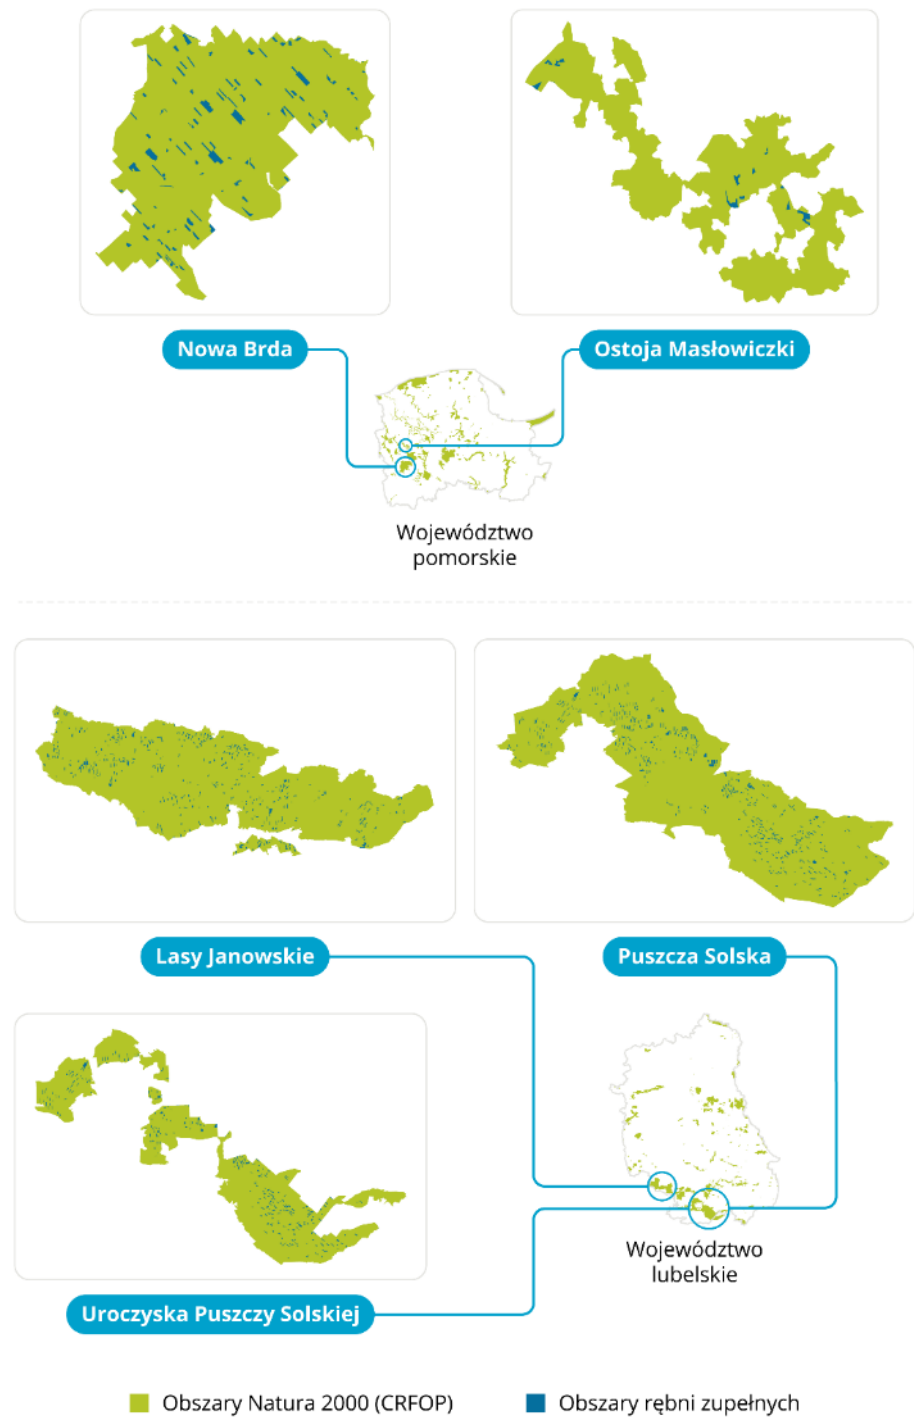 Nowa Brda
Ostoja Masłowiczki
Województwo
pomorskie
Lasy Janowskie
Puszcza Solska
Województwo
lubelskie
Uroczyska Puszczy Solskiej
Obszary Natura 2000 (CRFOP)
Obszary rębni zupełnych